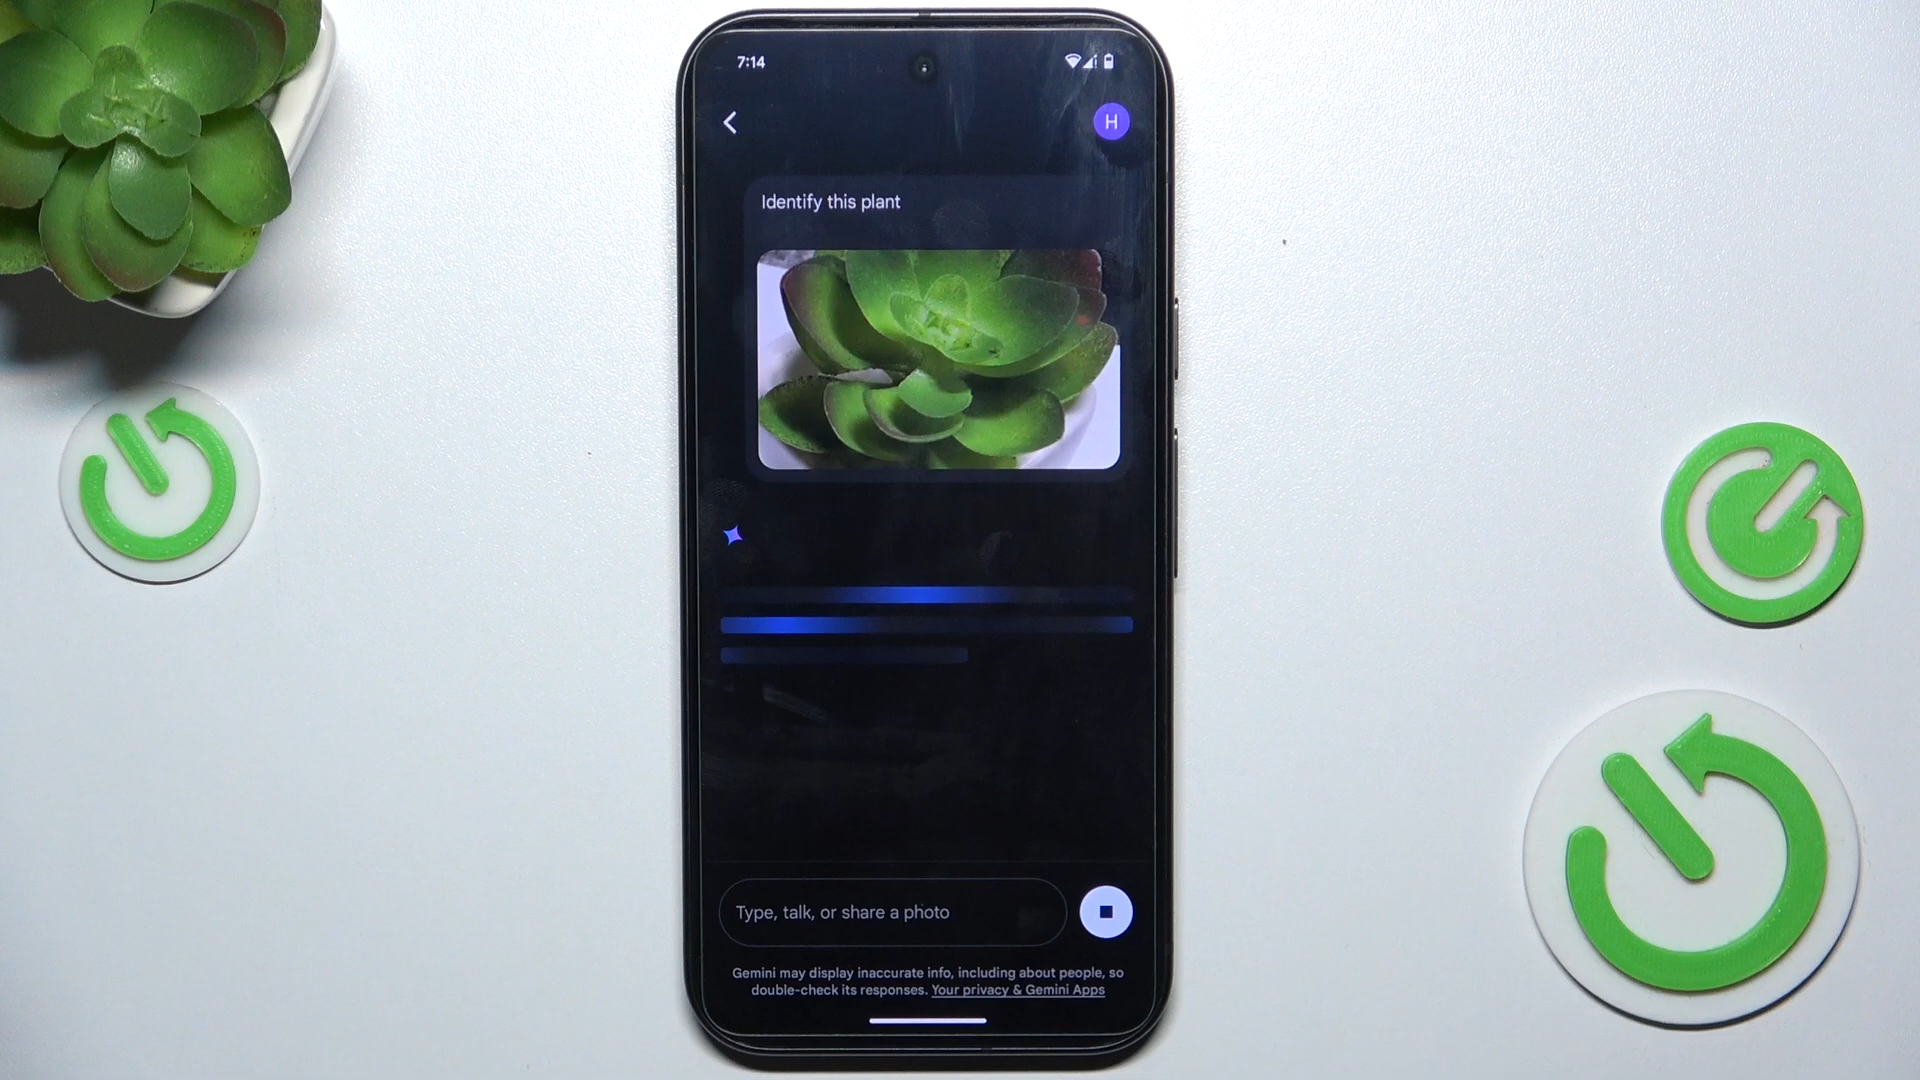 7:14
H
Identify this plant
Type, talk, or share a photo
Gemini may display inaccurate info, including about people, so
double-check its responses. Your privacy & Gemini Apps